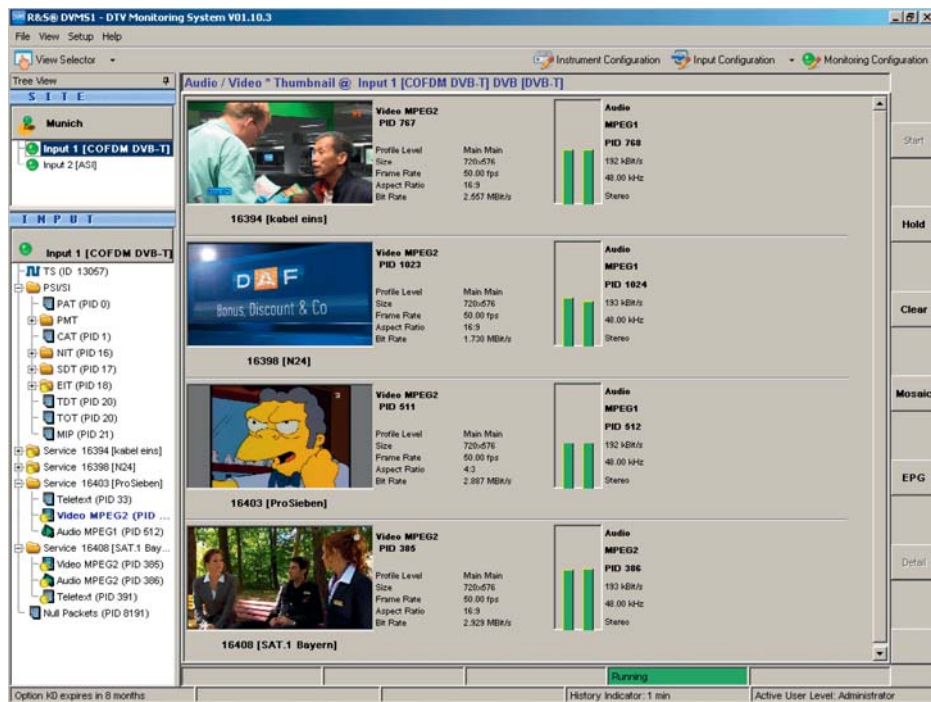 R&S® DVMS1 - DTV Monitoring System V01.10.3
File View Setup Help
View Selector
Instrument Configuration
Input Configuration
Monitoring Configuration
Tree View
SITE
Munich
Input 1 [COFDM DVB-T]
Input 2 [ASI]
INPUT
Input 1 [COFDM DVB-T]
TS (ID 13057)
PSI/SI
PAT (PID 0)
PMT
CAT (PID 1)
NIT (PID 16)
SDT (PID 17)
EIT (PID 18)
TDT (PID 20)
TOT (PID 20)
MIP (PID 21)
Service 16394 [kabel eins]
Service 16398 [N24]
Service 16403 [ProSieben]
Teletext (PID 33)
Video MPEG2 (PID ...
Audio MPEG1 (PID 512)
Service 16408 [SAT.1 Bay...
Video MPEG2 (PID 385)
Audio MPEG2 (PID 386)
Teletext (PID 391)
Null Packets (PID 8191)
Audio / Video * Thumbnail @ Input 1 [COFDM DVB-T] DVB [DVB-T]
Video MPEG2
PID 767
Profile Level Main Main
Size 720x576
Frame Rate 50.00 fps
Aspect Ratio 16:9
Bit Rate 2.557 MBit/s
Audio
MPEG1
PID 768
192 kBit/s
48.00 kHz
Stereo
16394 [kabel eins]
DAF
Bonus, Discount & Co
Video MPEG2
PID 1023
Profile Level Main Main
Size 720x576
Frame Rate 50.00 fps
Aspect Ratio 16:9
Bit Rate 1.730 MBit/s
Audio
MPEG1
PID 1024
193 kBit/s
48.00 kHz
Stereo
16398 [N24]
Video MPEG2
PID 511
Profile Level Main Main
Size 720x576
Frame Rate 50.00 fps
Aspect Ratio 4:3
Bit Rate 2.887 MBit/s
Audio
MPEG1
PID 512
192 kBit/s
48.00 kHz
Stereo
16403 [ProSieben]
Video MPEG2
PID 385
Profile Level Main Main
Size 720x576
Frame Rate 50.00 fps
Aspect Ratio 16:9
Bit Rate 2.929 MBit/s
Audio
MPEG2
PID 386
193 kBit/s
48.00 kHz
Stereo
16408 [SAT.1 Bayern]
Start
Hold
Clear
Mosaic
EPG
Detail
Running
Option KD expires in 8 months
History Indicator: 1 min
Active User Level: Administrator